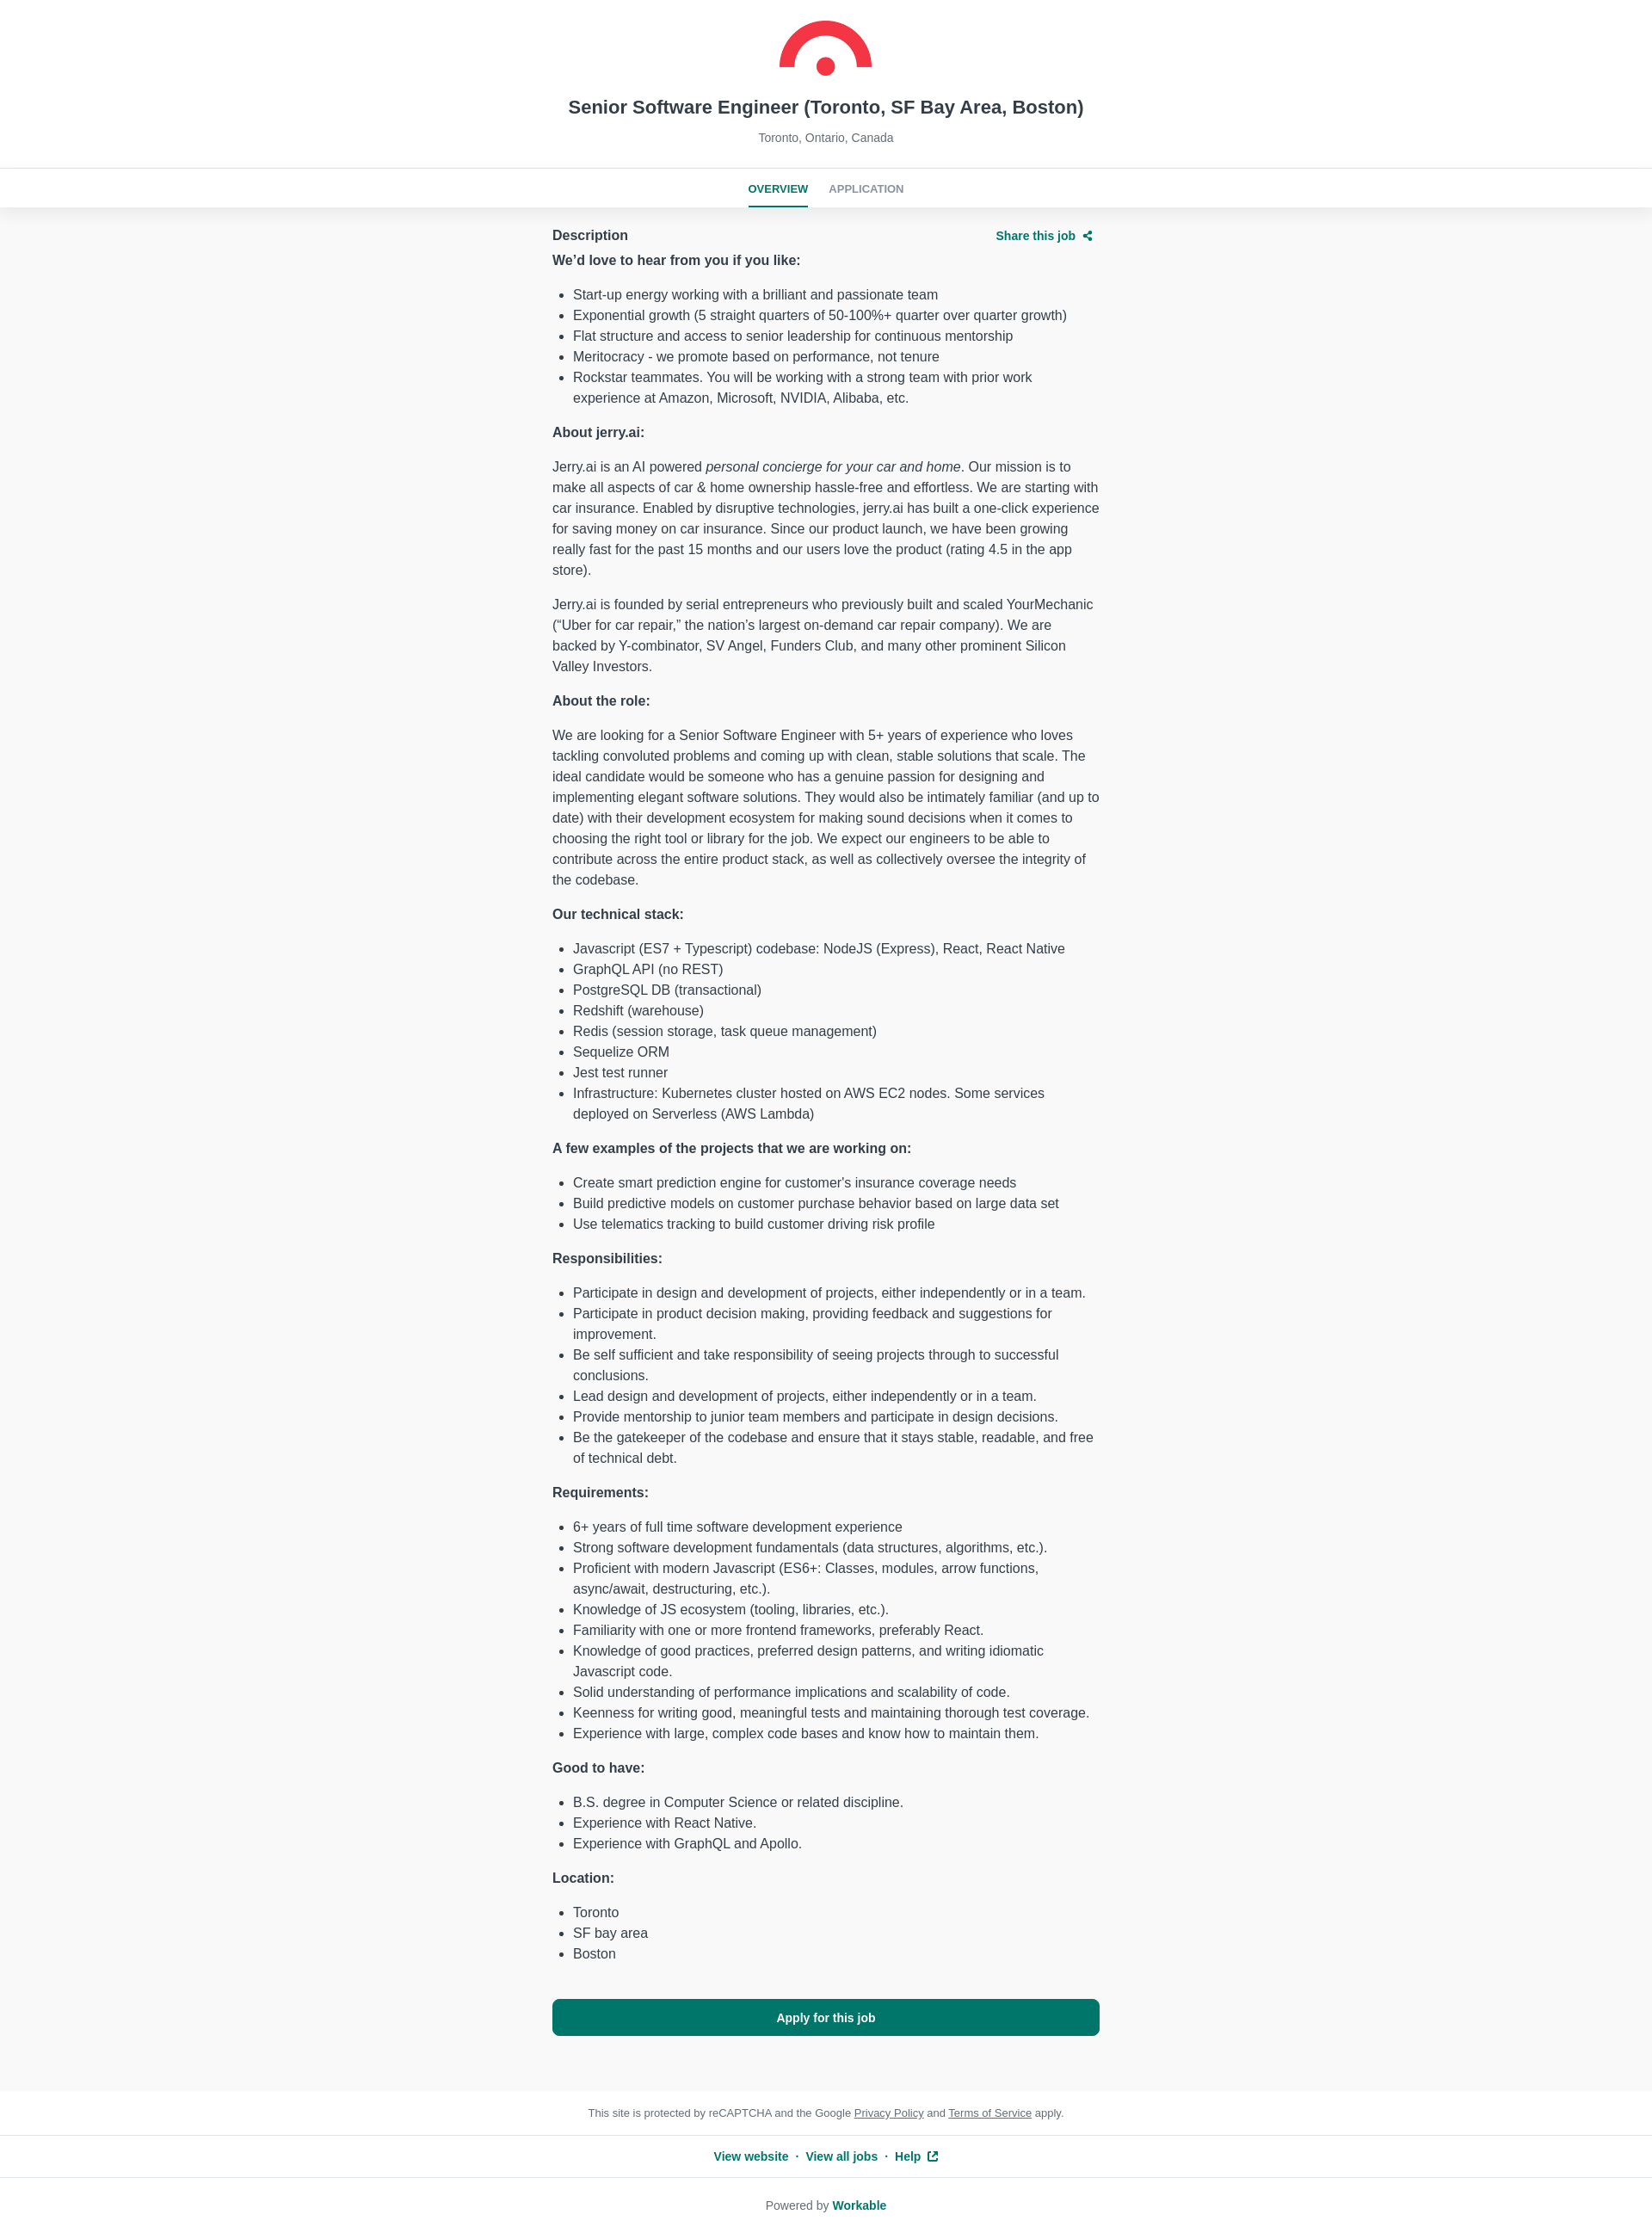 Senior Software Engineer (Toronto, SF Bay Area, Boston)
Toronto, Ontario, Canada
OVERVIEW APPLICATION
Description Share this job
We’d love to hear from you if you like:
Start-up energy working with a brilliant and passionate team
Exponential growth (5 straight quarters of 50-100%+ quarter over quarter growth)
Flat structure and access to senior leadership for continuous mentorship
Meritocracy - we promote based on performance, not tenure
Rockstar teammates. You will be working with a strong team with prior work
experience at Amazon, Microsoft, NVIDIA, Alibaba, etc.
About jerry.ai:
Jerry.ai is an AI powered personal concierge for your car and home. Our mission is to
make all aspects of car & home ownership hassle-free and effortless. We are starting with
car insurance. Enabled by disruptive technologies, jerry.ai has built a one-click experience
for saving money on car insurance. Since our product launch, we have been growing
really fast for the past 15 months and our users love the product (rating 4.5 in the app
store).
Jerry.ai is founded by serial entrepreneurs who previously built and scaled YourMechanic
(“Uber for car repair,” the nation’s largest on-demand car repair company). We are
backed by Y-combinator, SV Angel, Funders Club, and many other prominent Silicon
Valley Investors.
About the role:
We are looking for a Senior Software Engineer with 5+ years of experience who loves
tackling convoluted problems and coming up with clean, stable solutions that scale. The
ideal candidate would be someone who has a genuine passion for designing and
implementing elegant software solutions. They would also be intimately familiar (and up to
date) with their development ecosystem for making sound decisions when it comes to
choosing the right tool or library for the job. We expect our engineers to be able to
contribute across the entire product stack, as well as collectively oversee the integrity of
the codebase.
Our technical stack:
Javascript (ES7 + Typescript) codebase: NodeJS (Express), React, React Native
GraphQL API (no REST)
PostgreSQL DB (transactional)
Redshift (warehouse)
Redis (session storage, task queue management)
Sequelize ORM
Jest test runner
Infrastructure: Kubernetes cluster hosted on AWS EC2 nodes. Some services
deployed on Serverless (AWS Lambda)
A few examples of the projects that we are working on:
Create smart prediction engine for customer's insurance coverage needs
Build predictive models on customer purchase behavior based on large data set
Use telematics tracking to build customer driving risk profile
Responsibilities:
Participate in design and development of projects, either independently or in a team.
Participate in product decision making, providing feedback and suggestions for
improvement.
Be self sufficient and take responsibility of seeing projects through to successful
conclusions.
Lead design and development of projects, either independently or in a team.
Provide mentorship to junior team members and participate in design decisions.
Be the gatekeeper of the codebase and ensure that it stays stable, readable, and free
of technical debt.
Requirements:
6+ years of full time software development experience
Strong software development fundamentals (data structures, algorithms, etc.).
Proficient with modern Javascript (ES6+: Classes, modules, arrow functions,
async/await, destructuring, etc.).
Knowledge of JS ecosystem (tooling, libraries, etc.).
Familiarity with one or more frontend frameworks, preferably React.
Knowledge of good practices, preferred design patterns, and writing idiomatic
Javascript code.
Solid understanding of performance implications and scalability of code.
Keenness for writing good, meaningful tests and maintaining thorough test coverage.
Experience with large, complex code bases and know how to maintain them.
Good to have:
B.S. degree in Computer Science or related discipline.
Experience with React Native.
Experience with GraphQL and Apollo.
Location:
Toronto
SF bay area
Boston
Apply for this job
This site is protected by reCAPTCHA and the Google Privacy Policy and Terms of Service apply.
View website · View all jobs · Help
Powered by Workable